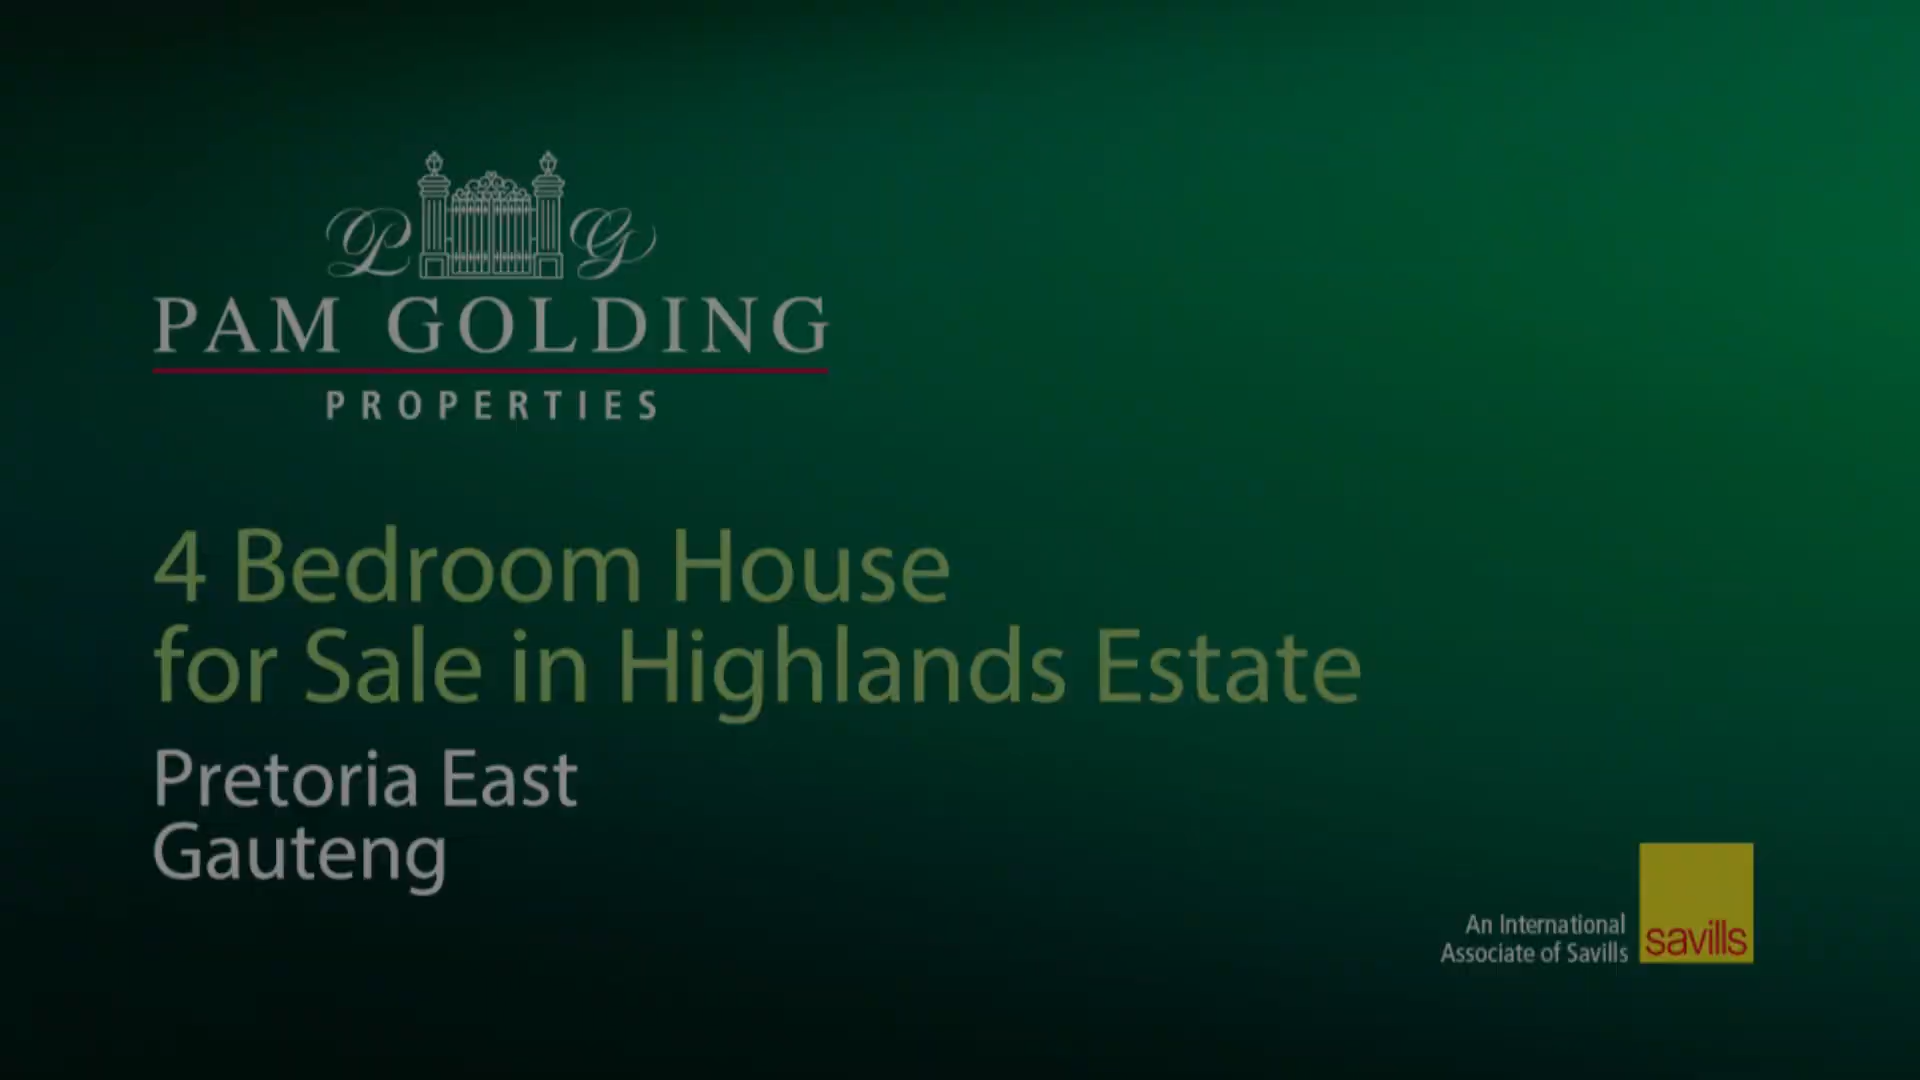 P G
PAM GOLDING
PROPERTIES
4 Bedroom House
for Sale in Highlands Estate
Pretoria East
Gauteng
An International
Associate of Savills
savills